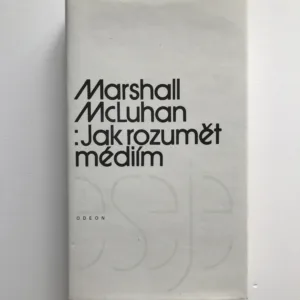 Marshall
McLuhan
:Jak rozumět
médiím
eseje
ODEON